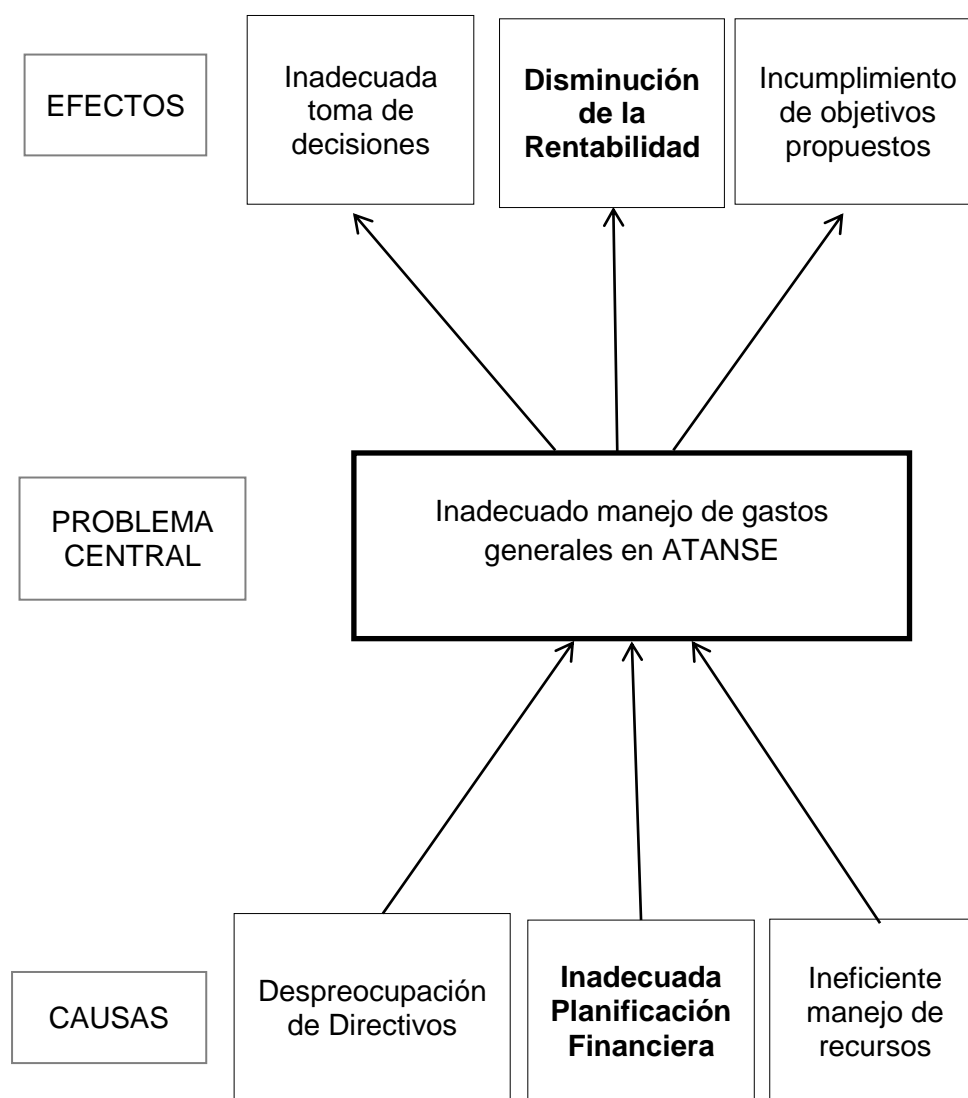 EFECTOS
Inadecuada
toma de
decisiones
Disminución
de la
Rentabilidad
Incumplimiento
de objetivos
propuestos
PROBLEMA
CENTRAL
Inadecuado manejo de gastos
generales en ATANSE
CAUSAS
Despreocupación
de Directivos
Inadecuada
Planificación
Financiera
Ineficiente
manejo de
recursos